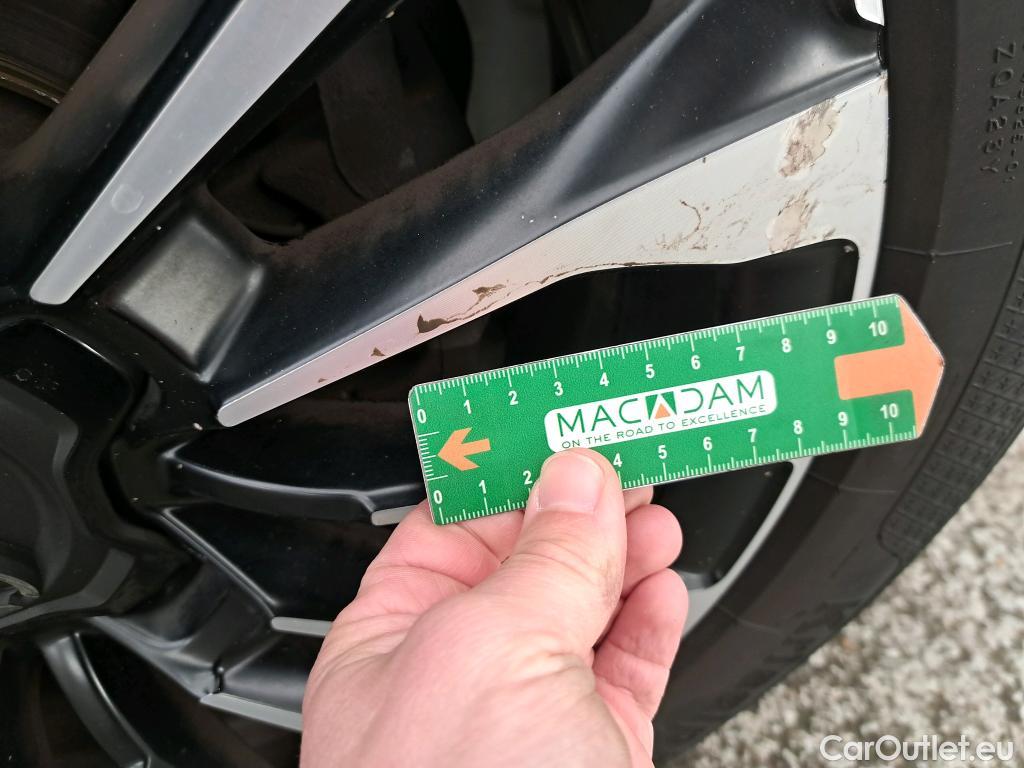 0 1 2 3 4 5 6 7 8 9 10
MACADAM
ON THE ROAD TO EXCELLENCE
0 1 2 4 5 6 7 8 9 10
CarOutlet.eu